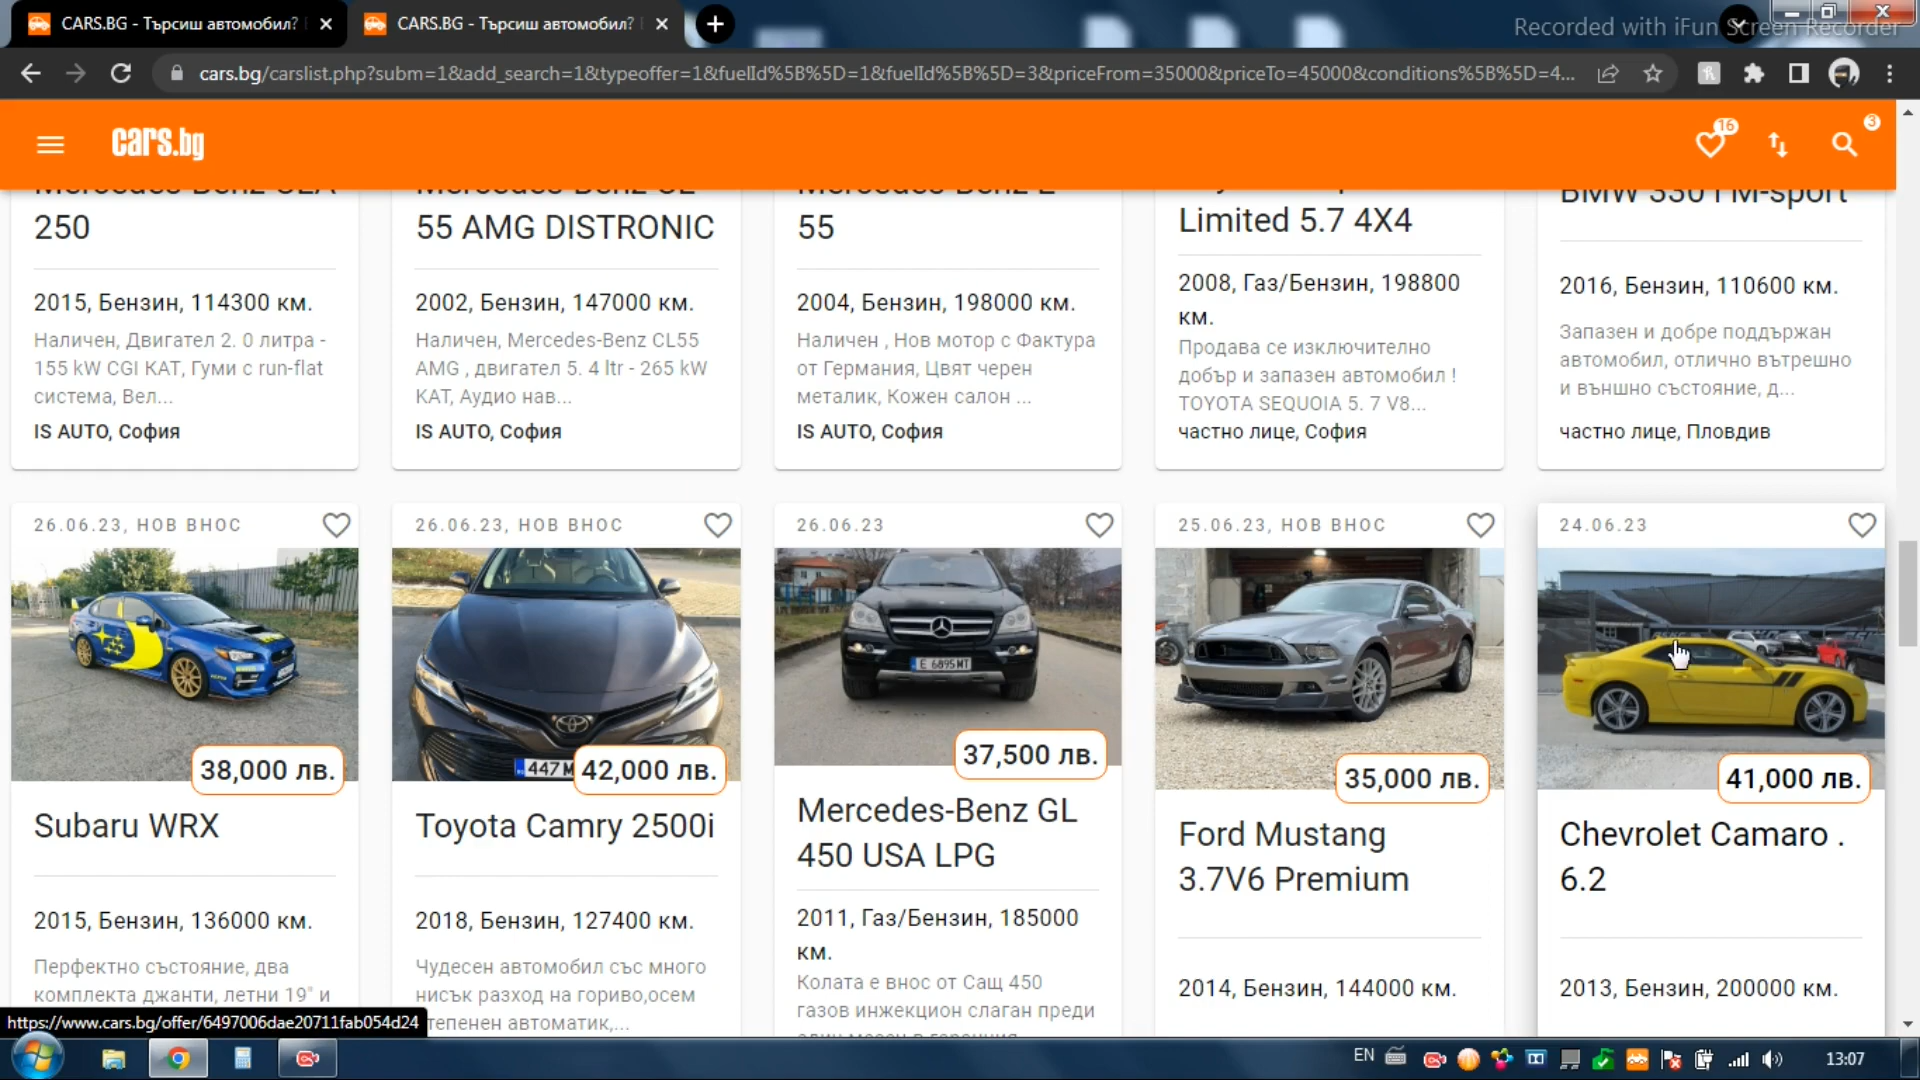 CARS.BG - Търсиш автомобил?
CARS.BG - Търсиш автомобил?
Recorded with iFun Screen Recorder
cars.bg/carslist.php?subm=1&add_search=1&typeoffer=1&fuelId%5B%5D=1&fuelId%5B%5D=3&priceFrom=35000&priceTo=45000&conditions%5B%5D=4...
cars.bg
16
3
250
55 AMG DISTRONIC
55
Limited 5.7 4X4
BMW 330 i M-sport
2015, Бензин, 114300 км.
Наличен, Двигател 2. 0 литра -
155 kW CGI КАТ, Гуми с run-flat
система, Вел...
IS AUTO, София
2002, Бензин, 147000 км.
Наличен, Mercedes-Benz CL55
AMG , двигател 5. 4 ltr - 265 kW
КАТ, Аудио нав...
IS AUTO, София
2004, Бензин, 198000 км.
Наличен , Нов мотор с Фактура
от Германия, Цвят черен
металик, Кожен салон ...
IS AUTO, София
2008, Газ/Бензин, 198800
км.
Продава се изключително
добър и запазен автомобил !
TOYOTA SEQUOIA 5. 7 V8...
частно лице, София
2016, Бензин, 110600 км.
Запазен и добре поддържан
автомобил, отлично вътрешно
и външно състояние, д...
частно лице, Пловдив
26.06.23, НОВ ВНОС
38,000 лв.
Subaru WRX
2015, Бензин, 136000 км.
Перфектно състояние, два
комплекта джанти, летни 19" и
26.06.23, НОВ ВНОС
447
42,000 лв.
Toyota Camry 2500i
2018, Бензин, 127400 км.
Чудесен автомобил със много
нисък разход на гориво,осем
тепенен автоматик,...
26.06.23
E 6895 MT
37,500 лв.
Mercedes-Benz GL
450 USA LPG
2011, Газ/Бензин, 185000
км.
Колата е внос от Сащ 450
газов инжекцион слаган преди
25.06.23, НОВ ВНОС
35,000 лв.
Ford Mustang
3.7V6 Premium
2014, Бензин, 144000 км.
24.06.23
41,000 лв.
Chevrolet Camaro .
6.2
2013, Бензин, 200000 км.
https://www.cars.bg/offer/6497006dae20711fab054d24
EN
13:07